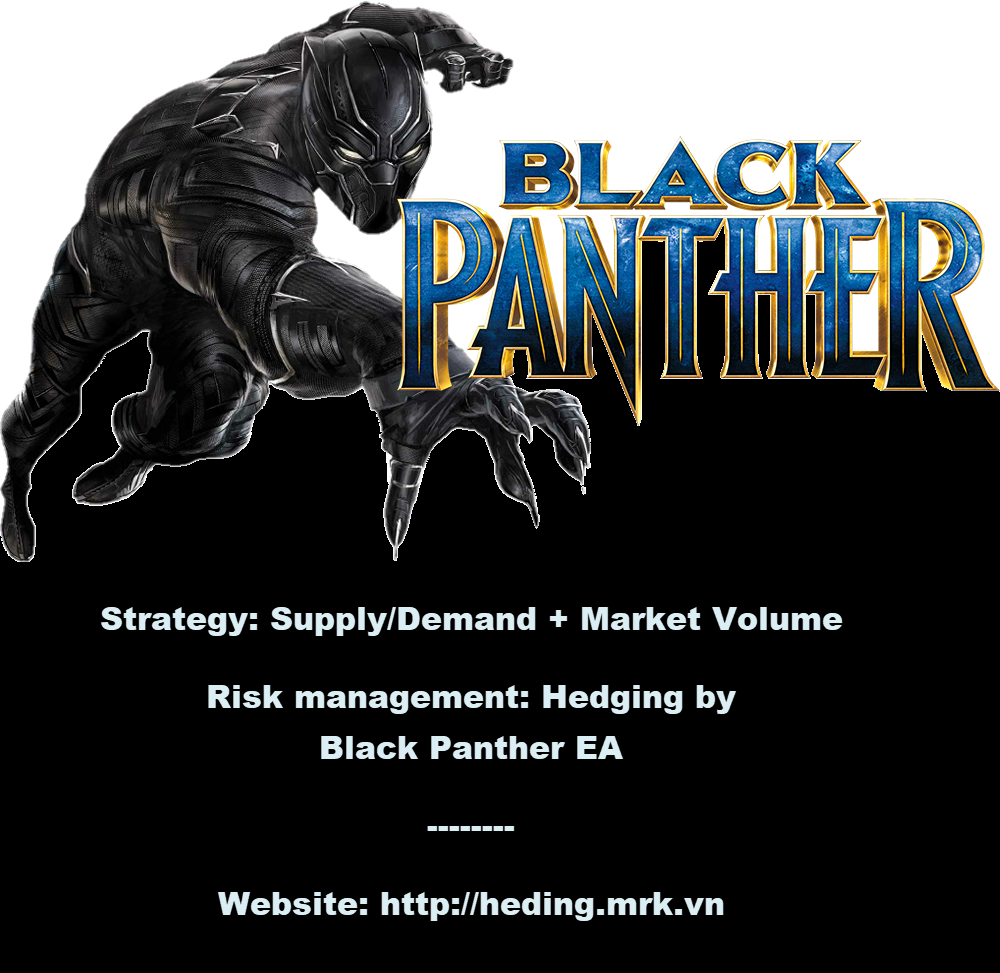 BLACK
PANTHER
Strategy: Supply/Demand + Market Volume
Risk management: Hedging by
Black Panther EA
--------
Website: http://heding.mrk.vn